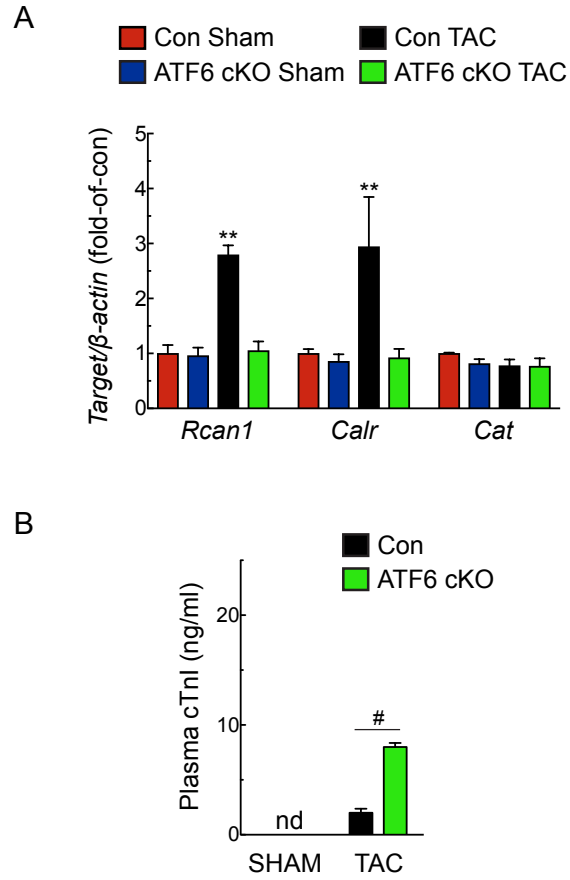 A
Con Sham
Con TAC
ATF6 cKO Sham
ATF6 cKO TAC
Target/β-actin (fold-of-con)
5
4
3
2
1
0
**
**
Rcan1
Calr
Cat
B
Con
ATF6 cKO
Plasma cTnI (ng/ml)
20
10
0
#
nd
SHAM
TAC